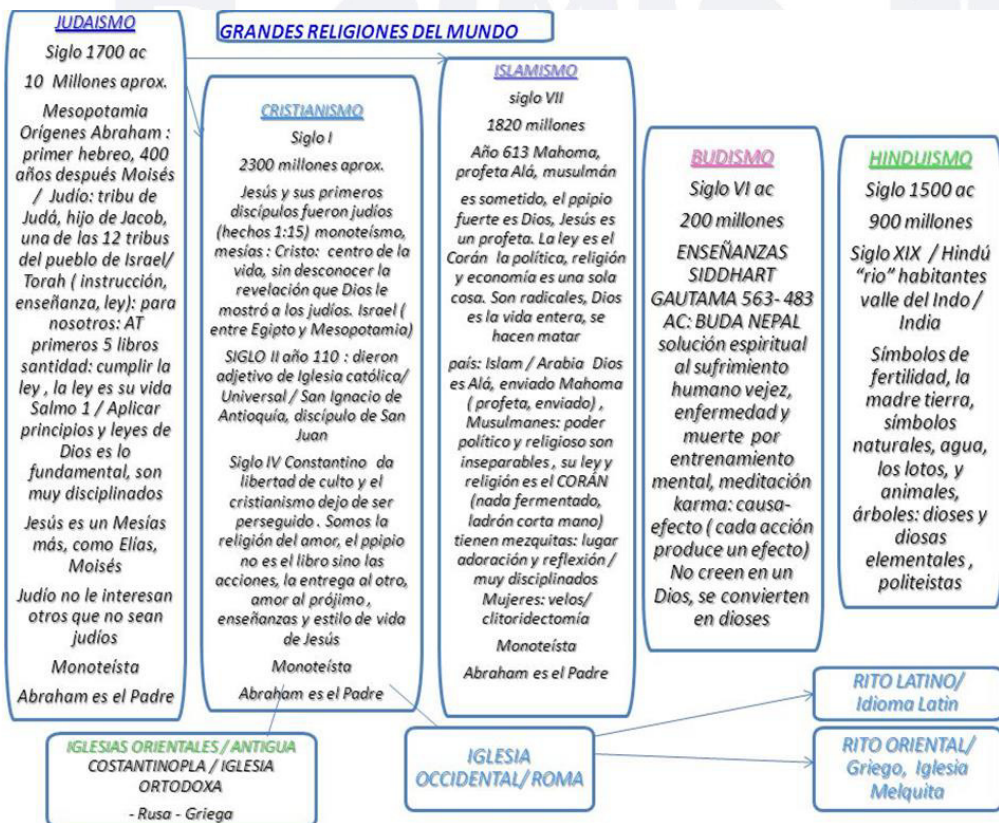 GRANDES RELIGIONES DEL MUNDO
JUDAISMO
Siglo 1700 ac
10 Millones aprox.
Mesopotamia
Orígenes Abraham :
primer hebreo, 400
años después Moisés
/ Judío: tribu de
Judá, hijo de Jacob,
una de las 12 tribus
del pueblo de Israel/
Torah ( instrucción,
enseñanza, ley): para
nosotros: AT
primeros 5 libros
santidad: cumplir la
ley , la ley es su vida
Salmo 1 / Aplicar
principios y leyes de
Dios es lo
fundamental, son
muy disciplinados
Jesús es un Mesías
más, como Elías,
Moisés
Judío no le interesan
otros que no sean
judíos
Monoteísta
Abraham es el Padre
CRISTIANISMO
Siglo I
2300 millones aprox.
Jesús y sus primeros
discípulos fueron judíos
(hechos 1:15) monoteísmo,
mesías : Cristo: centro de la
vida, sin desconocer la
revelación que Dios le
mostró a los judíos. Israel (
entre Egipto y Mesopotamia)
SIGLO II año 110 : dieron
adjetivo de Iglesia católica/
Universal / San Ignacio de
Antioquía, discípulo de San
Juan
Siglo IV Constantino da
libertad de culto y el
cristianismo dejo de ser
perseguido . Somos la
religión del amor, el ppipio
no es el libro sino las
acciones, la entrega al otro,
amor al prójimo ,
enseñanzas y estilo de vida
de Jesús
Monoteísta
Abraham es el Padre
ISLAMISMO
siglo VII
1820 millones
Año 613 Mahoma,
profeta Alá, musulmán
es sometido, el ppipio
fuerte es Dios, Jesús es
un profeta. La ley es el
Corán la política, religión
y economía es una sola
cosa. Son radicales, Dios
es la vida entera, se
hacen matar
país: Islam / Arabia Dios
es Alá, enviado Mahoma
( profeta, enviado) ,
Musulmanes: poder
político y religioso son
inseparables , su ley y
religión es el CORÁN
(nada fermentado,
ladrón corta mano)
tienen mezquitas: lugar
adoración y reflexión /
muy disciplinados
Mujeres: velos/
clitoridectomía
Monoteísta
Abraham es el Padre
BUDISMO
Siglo VI ac
200 millones
ENSEÑANZAS
SIDDHART
GAUTAMA 563- 483
AC: BUDA NEPAL
solución espiritual
al sufrimiento
humano vejez,
enfermedad y
muerte por
entrenamiento
mental, meditación
karma: causa-
efecto ( cada acción
produce un efecto)
No creen en un
Dios, se convierten
en dioses
HINDUISMO
Siglo 1500 ac
900 millones
Siglo XIX / Hindú
“rio” habitantes
valle del Indo /
India
Símbolos de
fertilidad, la
madre tierra,
símbolos
naturales, agua,
los lotos, y
animales,
árboles: dioses y
diosas
elementales ,
politeistas
IGLESIAS ORIENTALES / ANTIGUA
COSTANTINOPLA / IGLESIA
ORTODOXA
- Rusa - Griega
IGLESIA
OCCIDENTAL/ ROMA
RITO LATINO/
Idioma Latin
RITO ORIENTAL/
Griego, Iglesia
Melquita